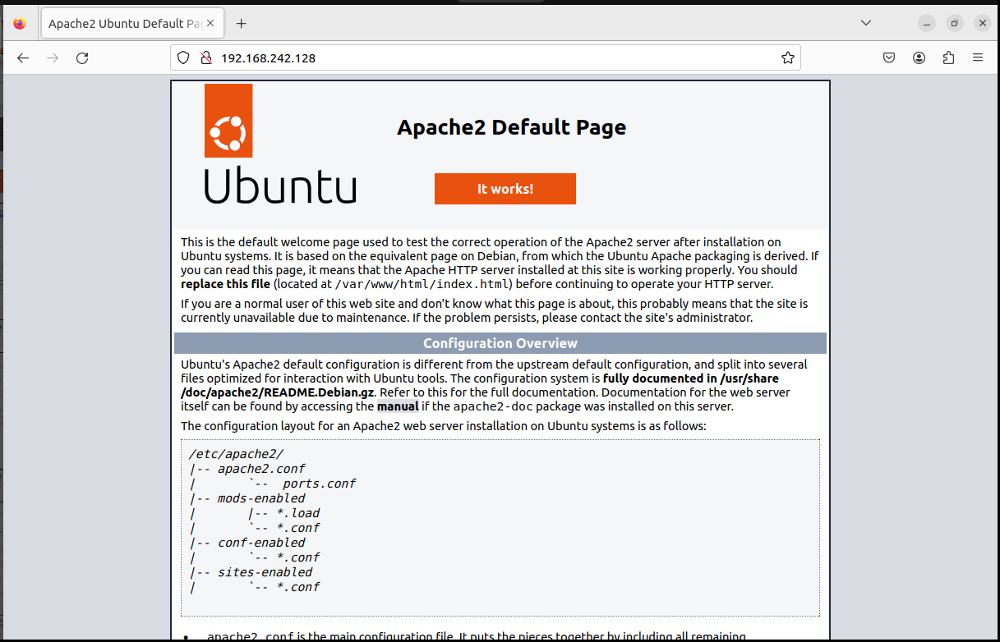 Apache2 Ubuntu Default Pag
192.168.242.128
Apache2 Default Page
Ubuntu
It works!
This is the default welcome page used to test the correct operation of the Apache2 server after installation on
Ubuntu systems. It is based on the equivalent page on Debian, from which the Ubuntu Apache packaging is derived. If
you can read this page, it means that the Apache HTTP server installed at this site is working properly. You should
replace this file (located at /var/www/html/index.html) before continuing to operate your HTTP server.
If you are a normal user of this web site and don't know what this page is about, this probably means that the site is
currently unavailable due to maintenance. If the problem persists, please contact the site's administrator.
Configuration Overview
Ubuntu's Apache2 default configuration is different from the upstream default configuration, and split into several
files optimized for interaction with Ubuntu tools. The configuration system is fully documented in /usr/share
/doc/apache2/README.Debian.gz. Refer to this for the full documentation. Documentation for the web server
itself can be found by accessing the manual if the apache2-doc package was installed on this server.
The configuration layout for an Apache2 web server installation on Ubuntu systems is as follows:
/etc/apache2/
|-- apache2.conf
|       `--  ports.conf
|-- mods-enabled
|       |-- *.load
|       `-- *.conf
|-- conf-enabled
|       `-- *.conf
|-- sites-enabled
|       `-- *.conf
• apache2.conf is the main configuration file. It puts the pieces together by including all remaining